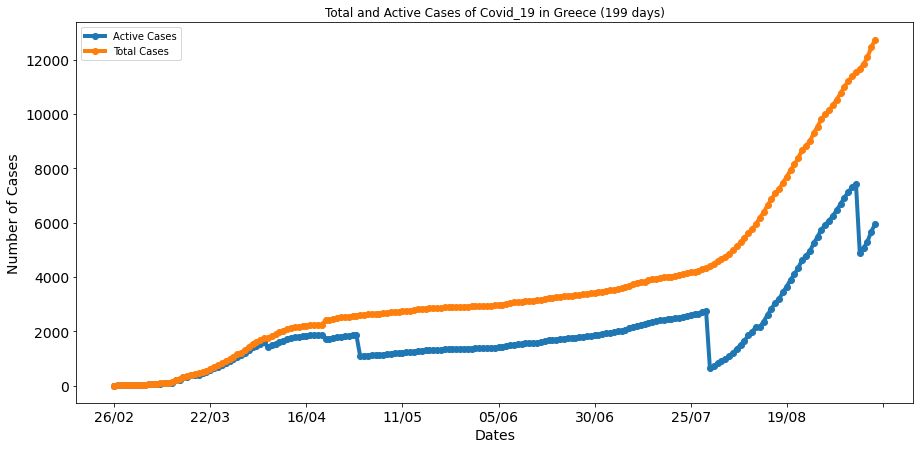 Total and Active Cases of Covid_19 in Greece (199 days)
Active Cases
Total Cases
Number of Cases
12000
10000
8000
6000
4000
2000
0
26/02 22/03 16/04 11/05 05/06 30/06 25/07 19/08
Dates